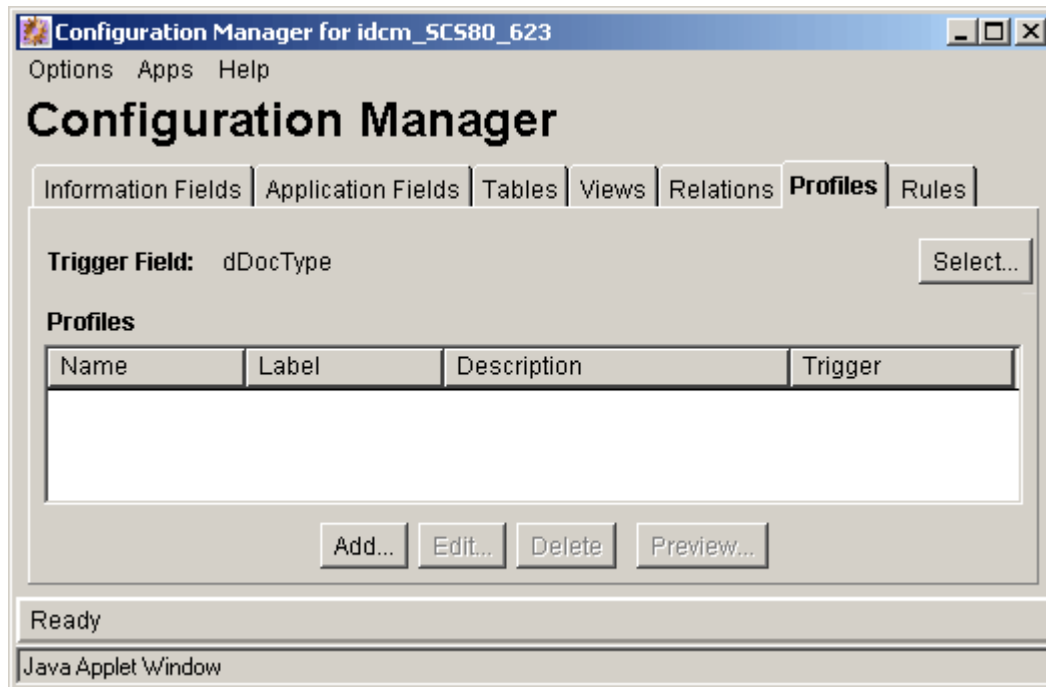 Configuration Manager for idcm_SCS80_623
Options Apps Help
Configuration Manager
Information Fields Application Fields Tables Views Relations Profiles Rules
Trigger Field: dDocType Select...
Profiles
Name Label Description Trigger
Add... Edit... Delete Preview...
Ready
Java Applet Window